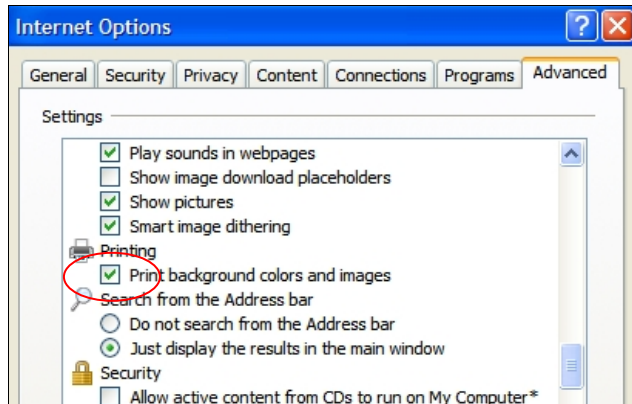 Internet Options
General Security Privacy Content Connections Programs Advanced
Settings
Play sounds in webpages
Show image download placeholders
Show pictures
Smart image dithering
Printing
Print background colors and images
Search from the Address bar
Do not search from the Address bar
Just display the results in the main window
Security
Allow active content from CDs to run on My Computer*